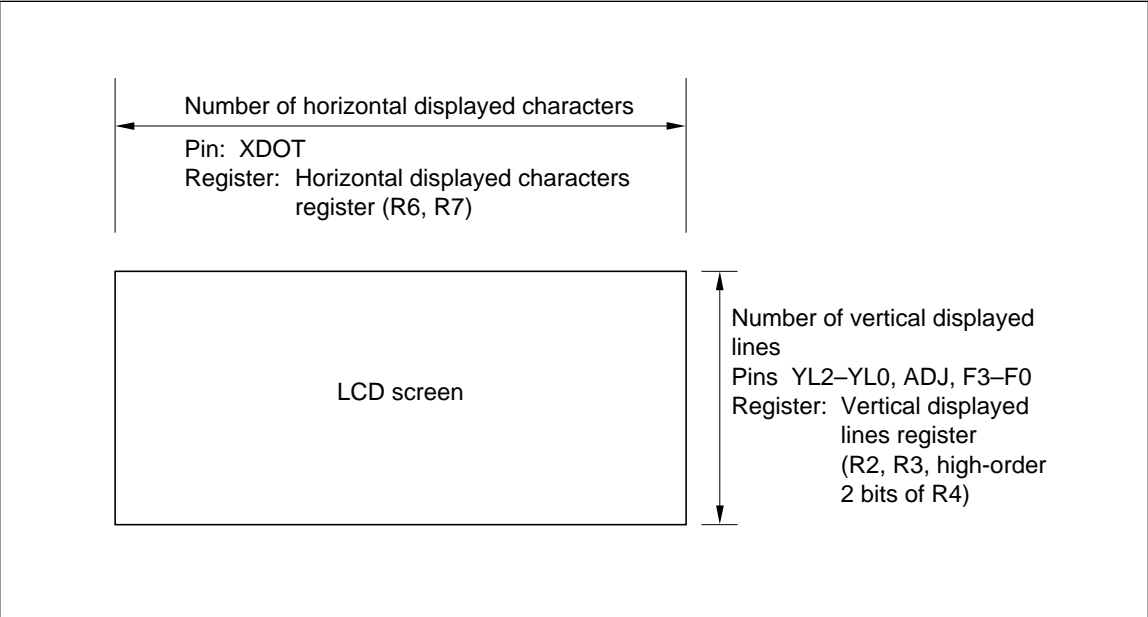 Number of horizontal displayed characters
Pin: XDOT
Register: Horizontal displayed characters
register (R6, R7)
LCD screen
Number of vertical displayed
lines
Pins YL2–YL0, ADJ, F3–F0
Register: Vertical displayed
lines register
(R2, R3, high-order
2 bits of R4)